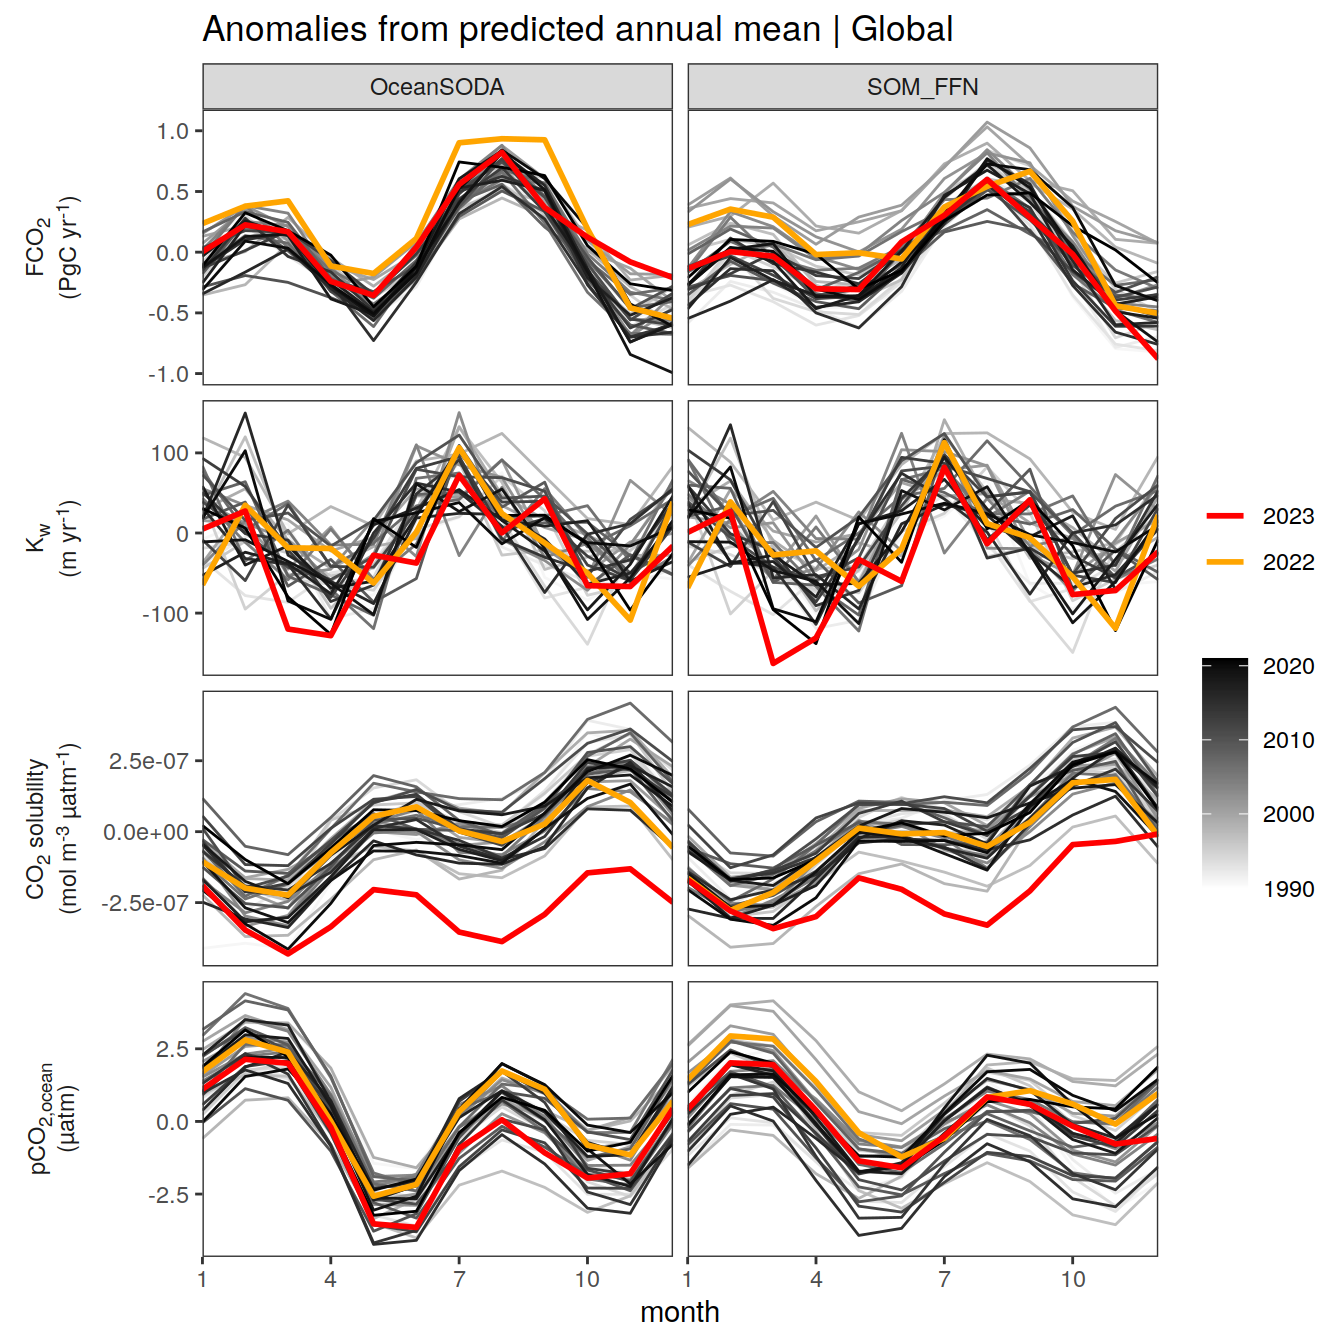 Anomalies from predicted annual mean | Global
OceanSODA
SOM_FFN
FCO₂
(PgC yr⁻¹)
1.0
0.5
0.0
-0.5
-1.0
K_w
(m yr⁻¹)
100
0
-100
CO₂ solubility
(mol m⁻³ µatm⁻¹)
2.5e-07
0.0e+00
-2.5e-07
pCO₂,ocean
(µatm)
2.5
0.0
-2.5
1 4 7 10
1 4 7 10
month
2023
2022
2020
2010
2000
1990